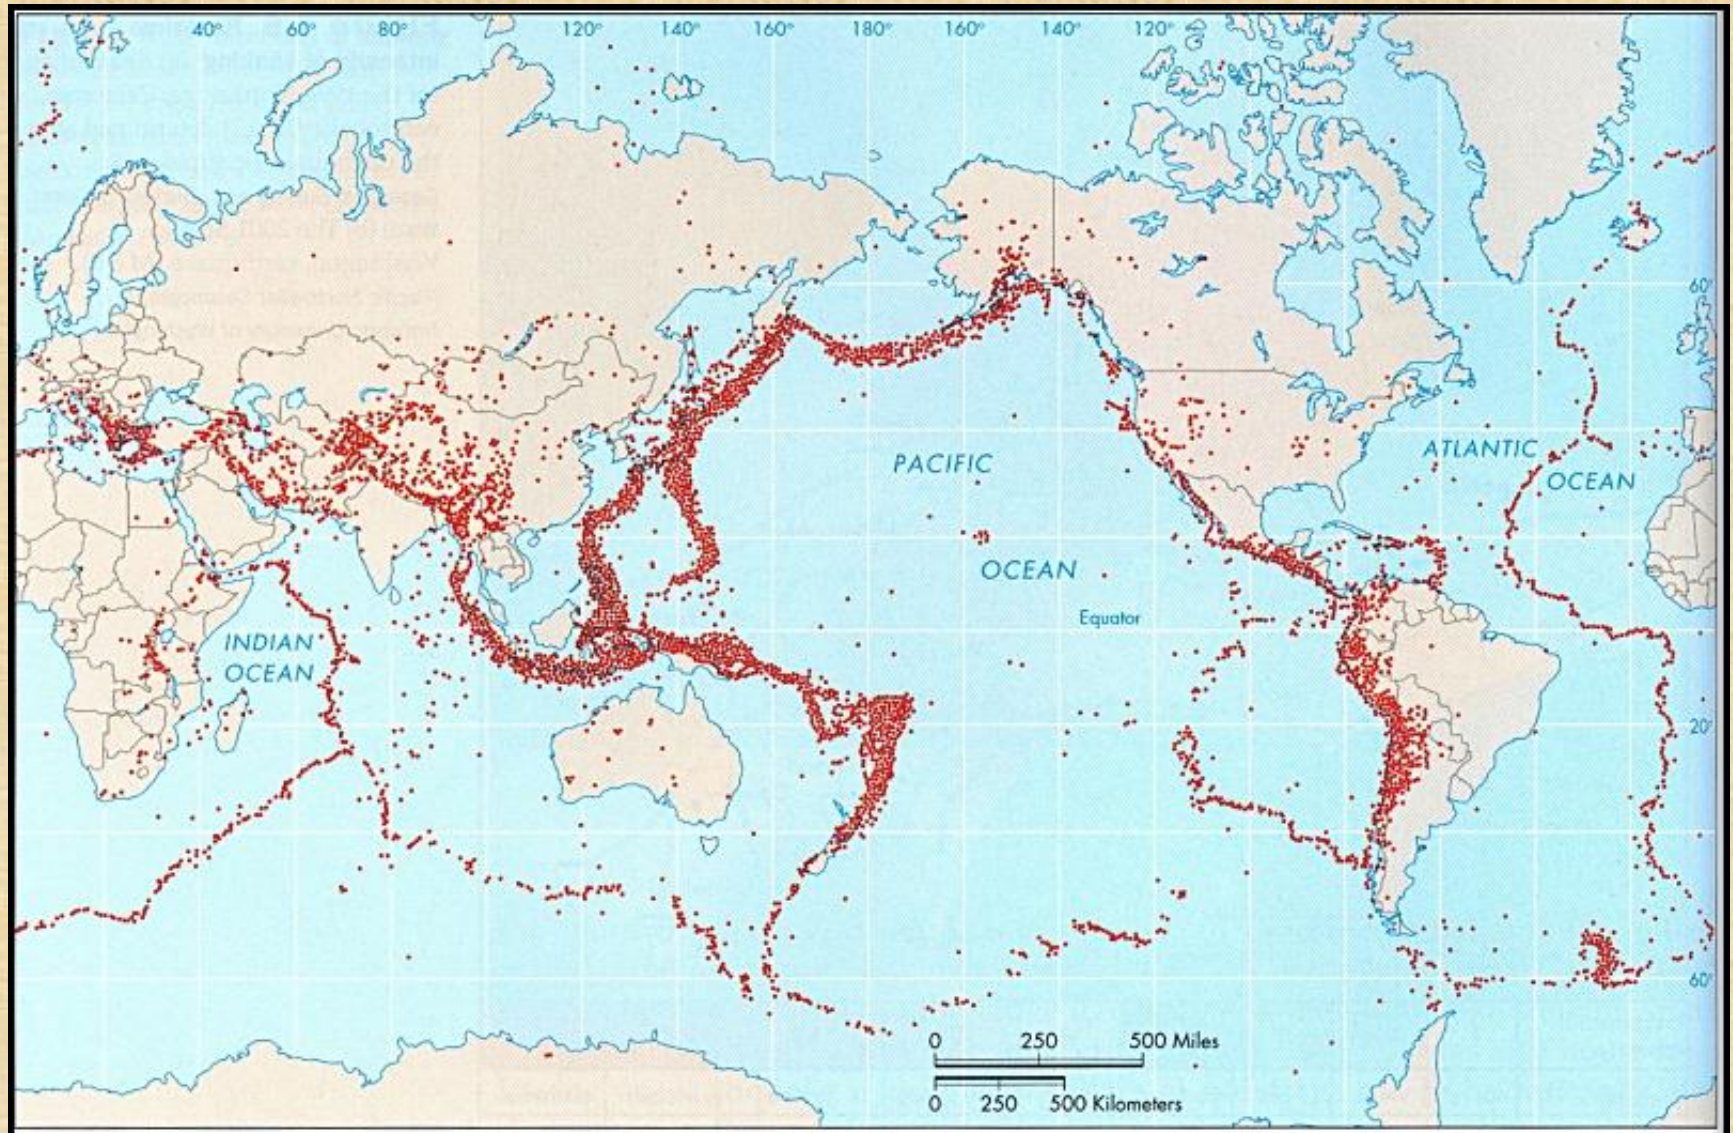 40° 60° 80° 120° 140° 160° 180° 160° 140° 120°
60°
ATLANTIC
OCEAN
PACIFIC
OCEAN
Equator
INDIAN
OCEAN
20°
60°
0 250 500 Miles
0 250 500 Kilometers